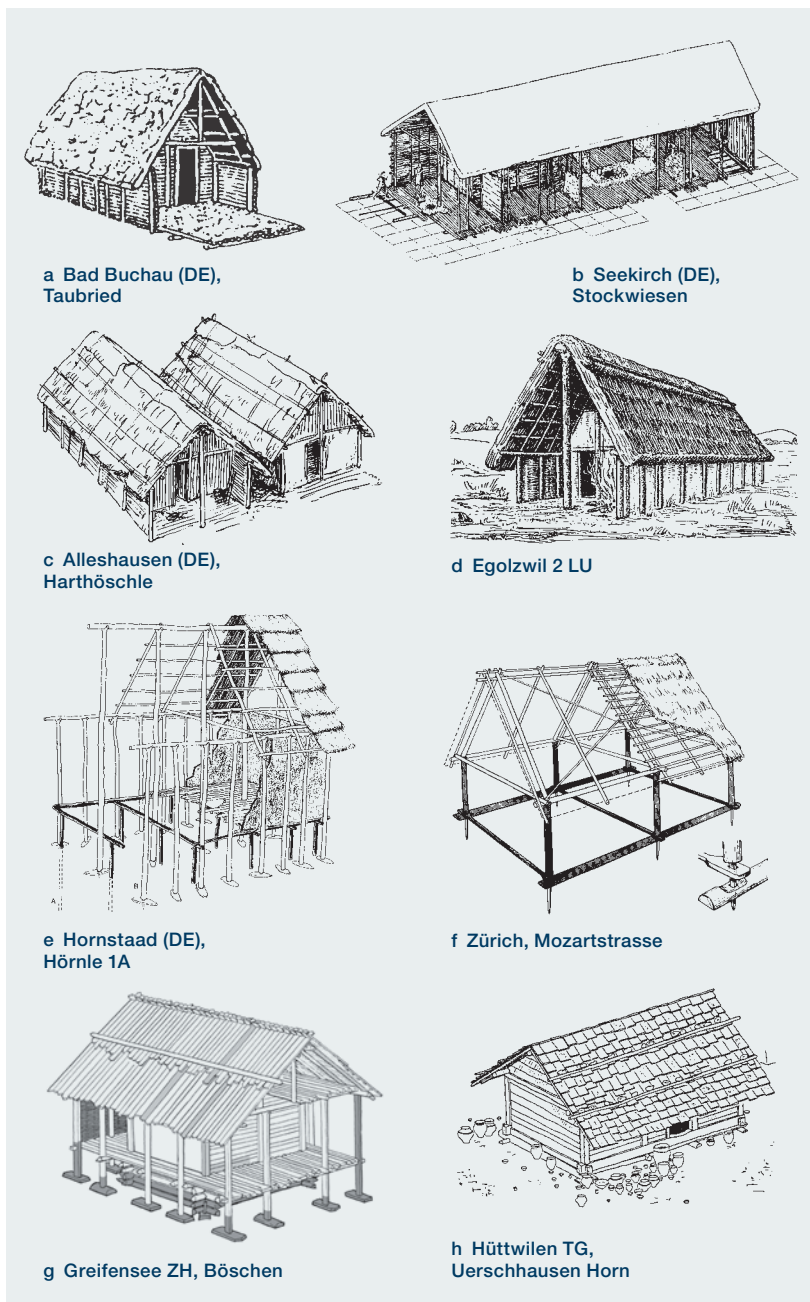 a Bad Buchau (DE),
Taubried
b Seekirch (DE),
Stockwiesen
c Alleshausen (DE),
Harthöschle
d Egolzwil 2 LU
A
B
e Hornstaad (DE),
Hörnle 1A
f Zürich, Mozartstrasse
g Greifensee ZH, Böschen
h Hüttwilen TG,
Uerschhausen Horn